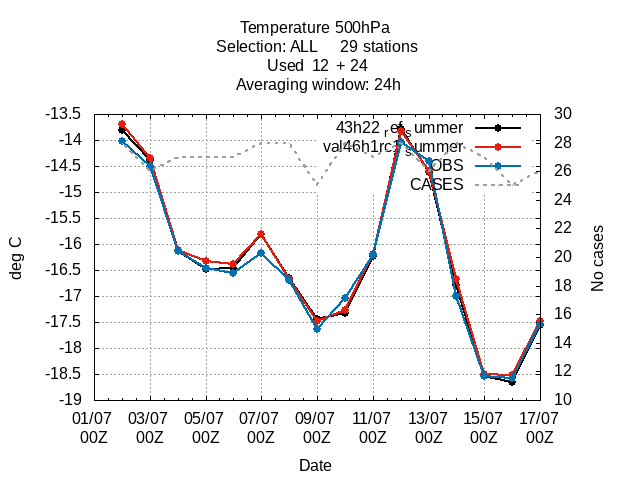 Temperature 500hPa
Selection: ALL 29 stations
Used 12 + 24
Averaging window: 24h
43h22refsummer
val46h1rc1summer
OBS
CASES
-13.5
-14
-14.5
-15
-15.5
-16
-16.5
-17
-17.5
-18
-18.5
-19
30
28
26
24
22
20
18
16
14
12
10
deg C
No cases
01/07 03/07 05/07 07/07 09/07 11/07 13/07 15/07 17/07
00Z 00Z 00Z 00Z 00Z 00Z 00Z 00Z 00Z
Date